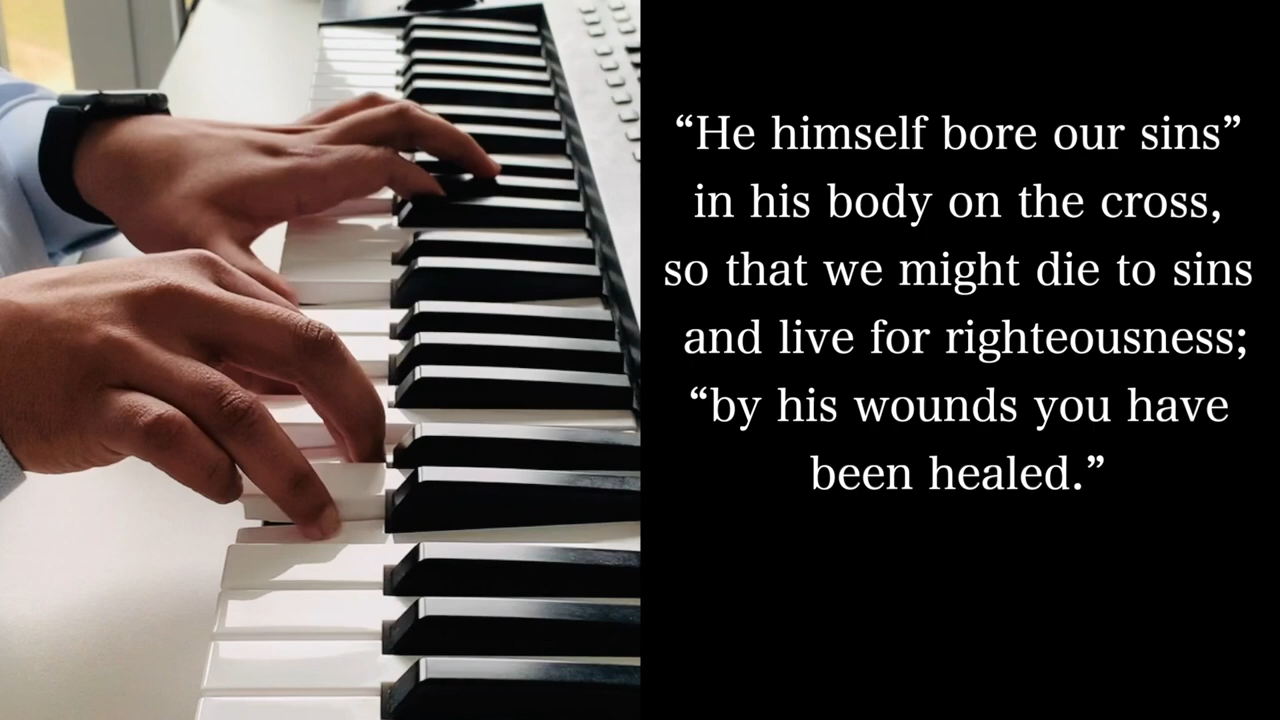 “He himself bore our sins”
in his body on the cross,
so that we might die to sins
and live for righteousness;
“by his wounds you have
been healed.”